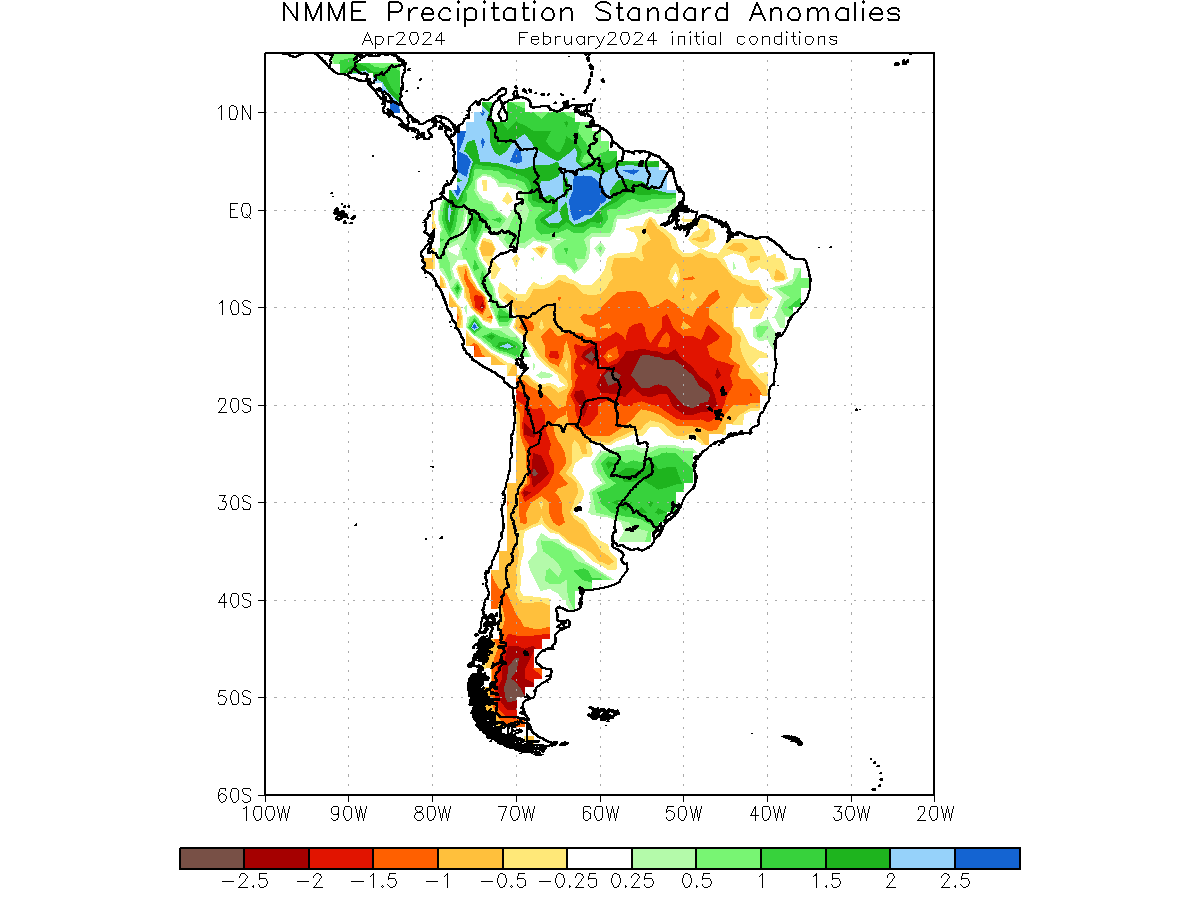 NMME Precipitation Standard Anomalies
Apr2024 February2024 initial conditions
10N
EQ
10S
20S
30S
40S
50S
60S
100W 90W 80W 70W 60W 50W 40W 30W 20W
-2.5 -2 -1.5 -1 -0.5 -0.25 0.25 0.5 1 1.5 2 2.5